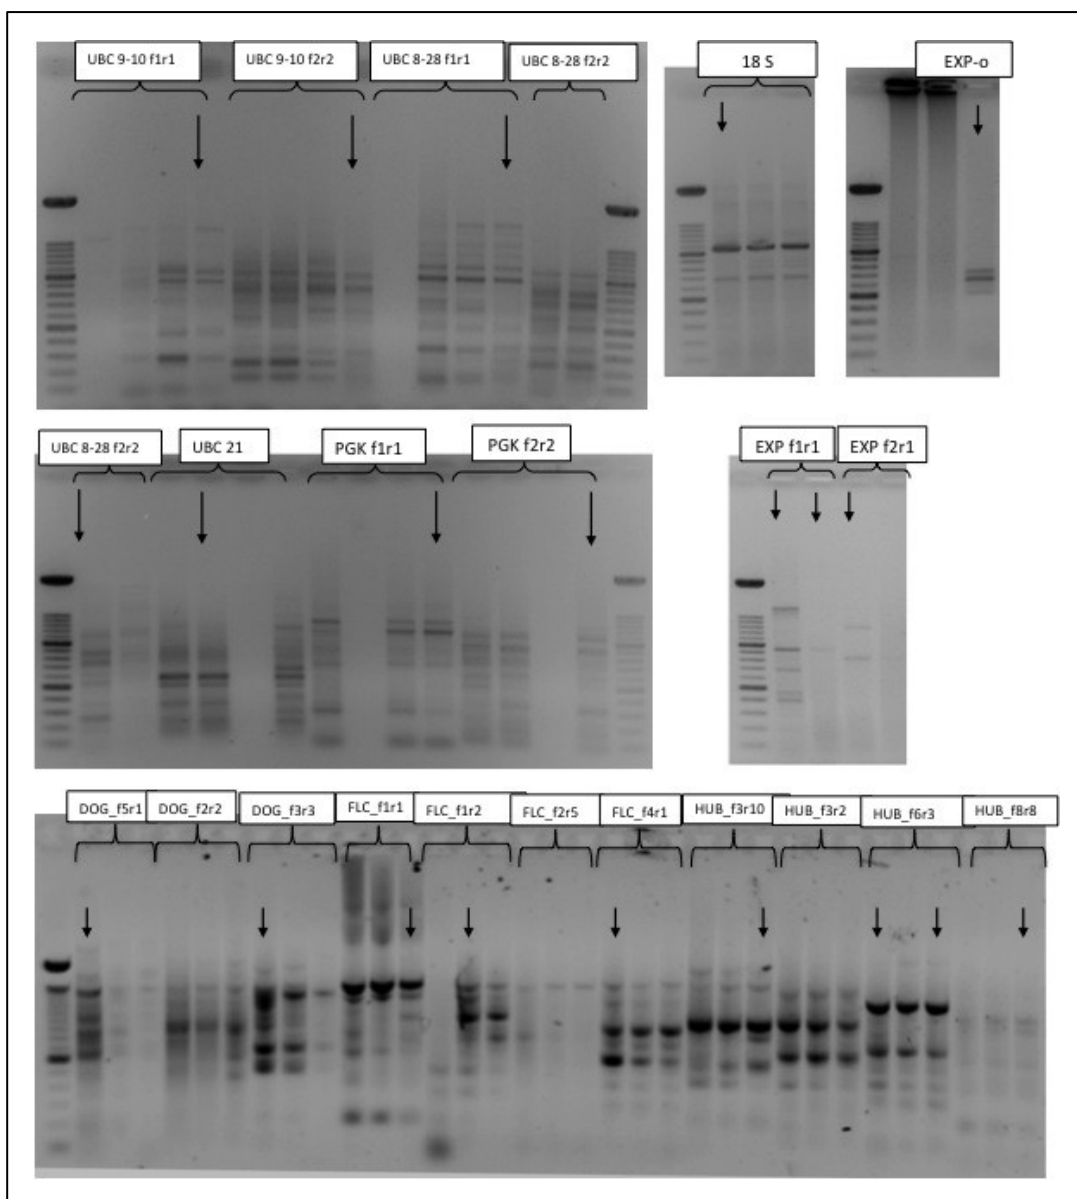 UBC 9-10 f1r1
UBC 9-10 f2r2
UBC 8-28 f1r1
UBC 8-28 f2r2
18 S
EXP-o
UBC 8-28 f2r2
UBC 21
PGK f1r1
PGK f2r2
EXP f1r1
EXP f2r1
DOG_f5r1
DOG_f2r2
DOG_f3r3
FLC_f1r1
FLC_f1r2
FLC_f2r5
FLC_f4r1
HUB_f3r10
HUB_f3r2
HUB_f6r3
HUB_f8r8